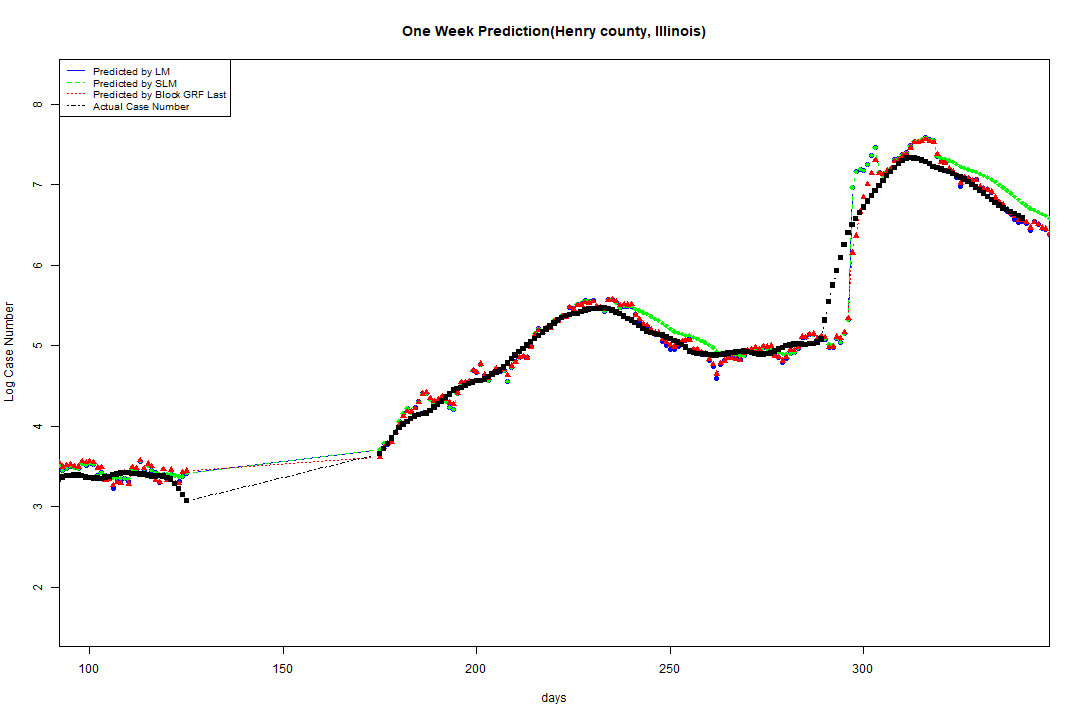 One Week Prediction(Henry county, Illinois)
Predicted by LM
Predicted by SLM
Predicted by Block GRF Last
Actual Case Number
8
7
6
5
4
3
2
Log Case Number
100 150 200 250 300
days